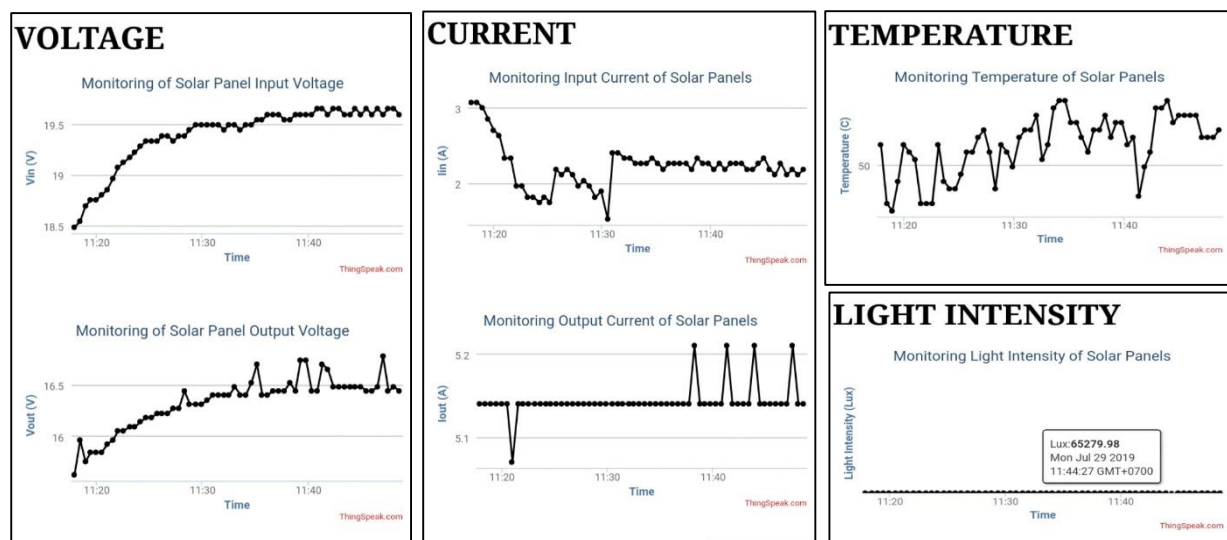 VOLTAGE
Monitoring of Solar Panel Input Voltage
Vin (V)
19.5
19
18.5
11:20
11:30
11:40
Time
ThingSpeak.com
Monitoring of Solar Panel Output Voltage
Vout (V)
16.5
16
11:20
11:30
11:40
Time
ThingSpeak.com
CURRENT
Monitoring Input Current of Solar Panels
Iin (A)
3
2
11:20
11:30
11:40
Time
ThingSpeak.com
Monitoring Output Current of Solar Panels
Iout (A)
5.2
5.1
11:20
11:30
11:40
Time
ThingSpeak.com
TEMPERATURE
Monitoring Temperature of Solar Panels
Temperature (C)
50
11:20
11:30
11:40
Time
ThingSpeak.com
LIGHT INTENSITY
Monitoring Light Intensity of Solar Panels
Light Intensity (Lux)
Lux:65279.98
Mon Jul 29 2019
11:44:27 GMT+0700
11:20
11:30
11:40
Time
ThingSpeak.com